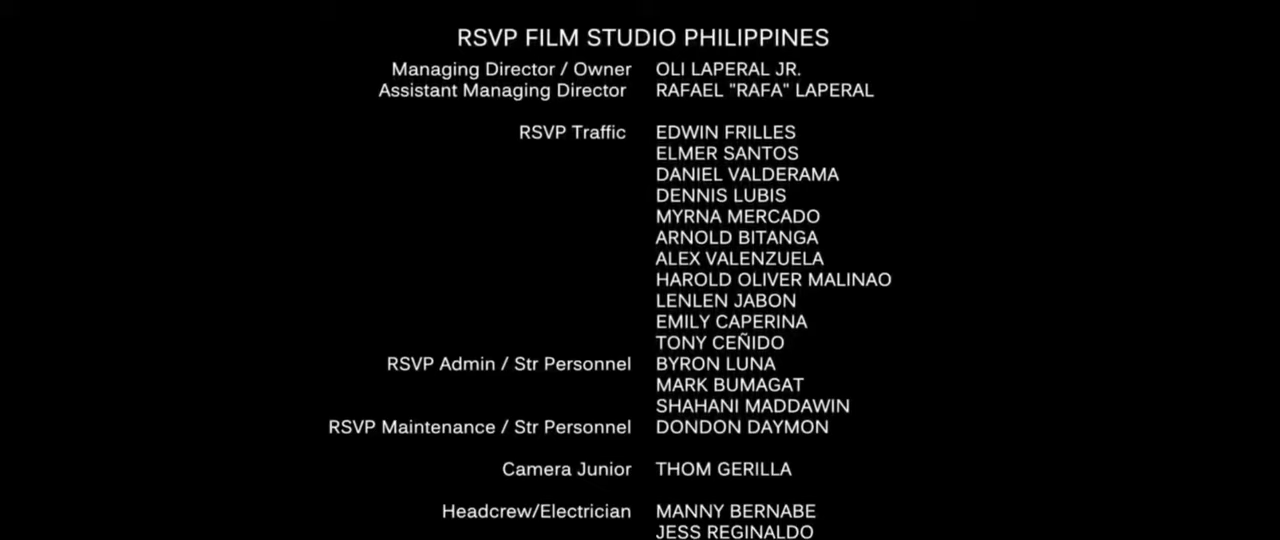 RSVP FILM STUDIO PHILIPPINES
Managing Director / Owner OLI LAPERAL JR.
Assistant Managing Director RAFAEL "RAFA" LAPERAL
RSVP Traffic EDWIN FRILLES
ELMER SANTOS
DANIEL VALDERAMA
DENNIS LUBIS
MYRNA MERCADO
ARNOLD BITANGA
ALEX VALENZUELA
HAROLD OLIVER MALINAO
LENLEN JABON
EMILY CAPERINA
TONY CEÑIDO
RSVP Admin / Str Personnel BYRON LUNA
MARK BUMAGAT
SHAHANI MADDAWIN
RSVP Maintenance / Str Personnel DONDON DAYMON
Camera Junior THOM GERILLA
Headcrew/Electrician MANNY BERNABE
JESS REGINALDO